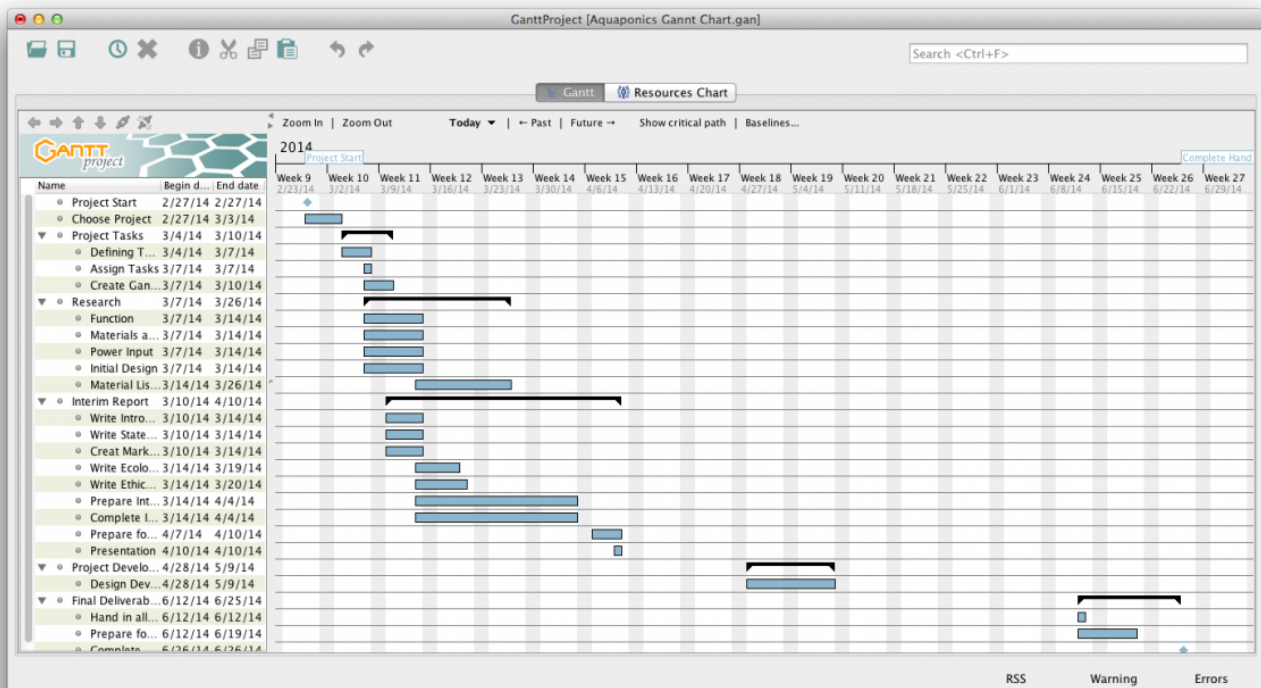 GanttProject [Aquaponics Gannt Chart.gan]
Search <Ctrl+F>
Gantt Resources Chart
Zoom In | Zoom Out Today ▼ | ← Past | Future → Show critical path | Baselines...
GANTT project
2014
Project Start Complete Hand
Week 9 Week 10 Week 11 Week 12 Week 13 Week 14 Week 15 Week 16 Week 17 Week 18 Week 19 Week 20 Week 21 Week 22 Week 23 Week 24 Week 25 Week 26 Week 27
2/23/14 3/2/14 3/9/14 3/16/14 3/23/14 3/30/14 4/6/14 4/13/14 4/20/14 4/27/14 5/4/14 5/11/14 5/18/14 5/25/14 6/1/14 6/8/14 6/15/14 6/22/14 6/29/14
Name Begin d... End date
Project Start 2/27/14 2/27/14
Choose Project 2/27/14 3/3/14
Project Tasks 3/4/14 3/10/14
Defining T... 3/4/14 3/7/14
Assign Tasks 3/7/14 3/7/14
Create Gan... 3/7/14 3/10/14
Research 3/7/14 3/26/14
Function 3/7/14 3/14/14
Materials a... 3/7/14 3/14/14
Power Input 3/7/14 3/14/14
Initial Design 3/7/14 3/14/14
Material Lis... 3/14/14 3/26/14
Interim Report 3/10/14 4/10/14
Write Intro... 3/10/14 3/14/14
Write State... 3/10/14 3/14/14
Creat Mark... 3/10/14 3/14/14
Write Ecolo... 3/14/14 3/19/14
Write Ethic... 3/14/14 3/20/14
Prepare Int... 3/14/14 4/4/14
Complete I... 3/14/14 4/4/14
Prepare fo... 4/7/14 4/10/14
Presentation 4/10/14 4/10/14
Project Develo... 4/28/14 5/9/14
Design Dev... 4/28/14 5/9/14
Final Deliverab... 6/12/14 6/25/14
Hand in all... 6/12/14 6/12/14
Prepare fo... 6/12/14 6/19/14
Complete 6/26/14 6/26/14
RSS Warning Errors